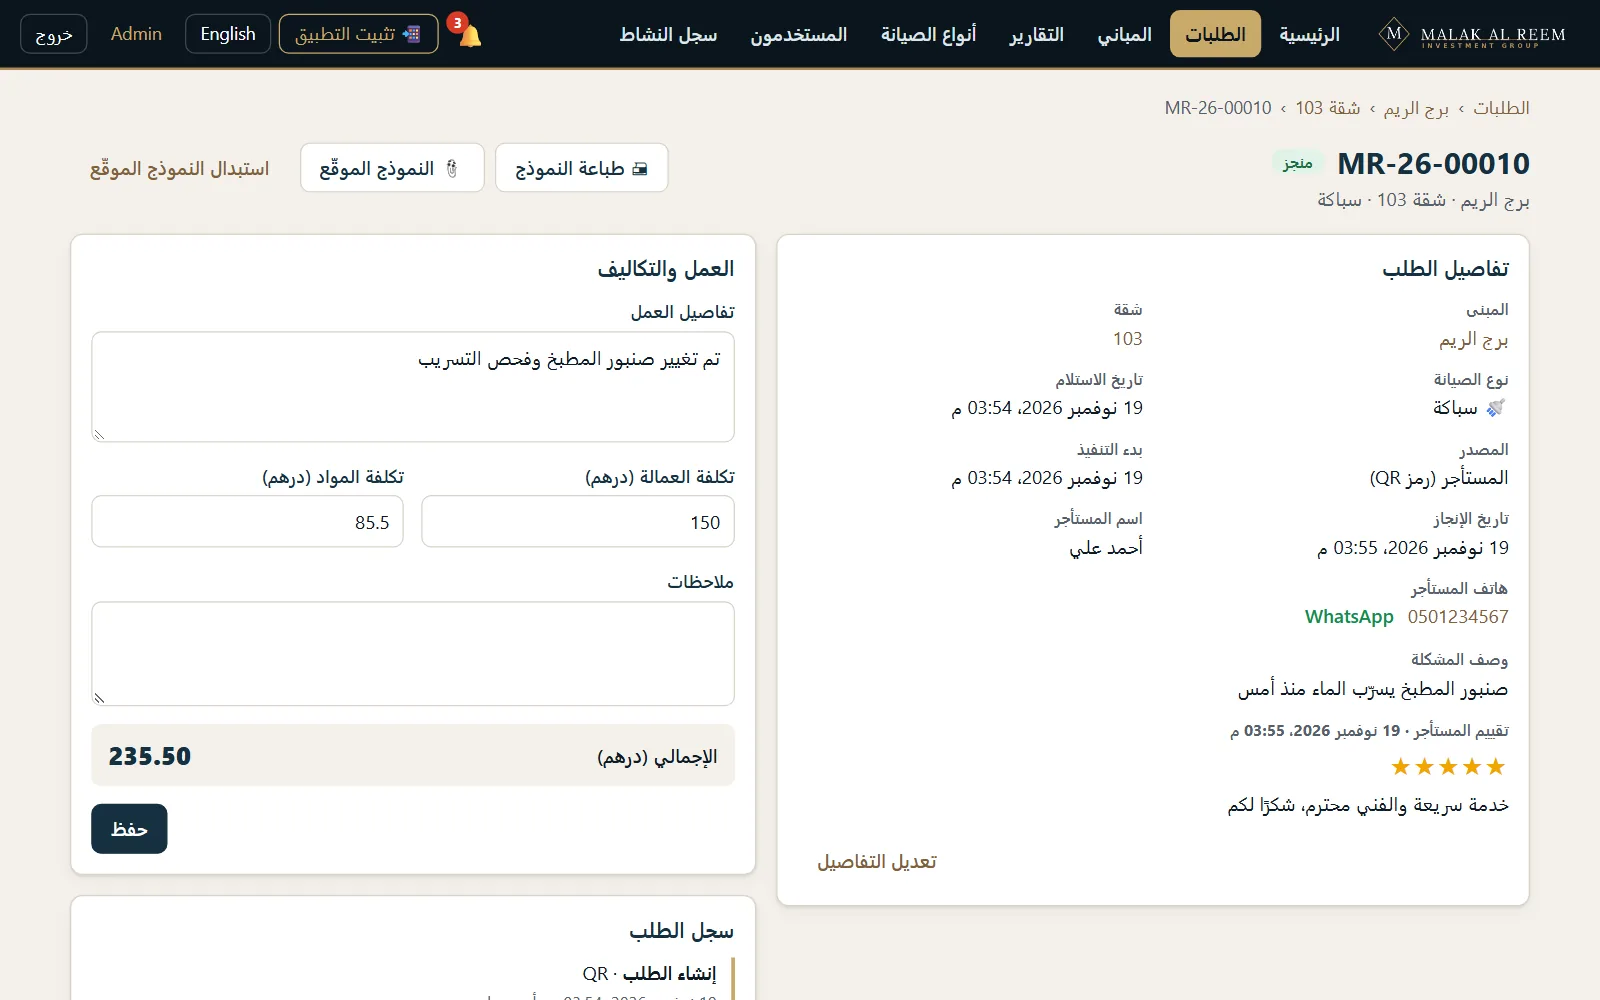 MALAK AL REEM
INVESTMENT GROUP
الرئيسية
الطلبات
المباني
التقارير
أنواع الصيانة
المستخدمون
سجل النشاط
3
تثبيت التطبيق
English
Admin
خروج
الطلبات › برج الريم › شقة 103 › MR-26-00010
MR-26-00010 منجز
برج الريم · شقة 103 · سباكة
طباعة النموذج
النموذج الموقّع
استبدال النموذج الموقّع
تفاصيل الطلب
المبنى
برج الريم
شقة
103
نوع الصيانة
سباكة
تاريخ الاستلام
19 نوفمبر 2026، 03:54 م
المصدر
المستأجر (رمز QR)
بدء التنفيذ
19 نوفمبر 2026، 03:54 م
تاريخ الإنجاز
19 نوفمبر 2026، 03:55 م
اسم المستأجر
أحمد علي
هاتف المستأجر
0501234567 WhatsApp
وصف المشكلة
صنبور المطبخ يسرّب الماء منذ أمس
تقييم المستأجر · 19 نوفمبر 2026، 03:55 م
★★★★★
خدمة سريعة والفني محترم، شكرًا لكم
تعديل التفاصيل
العمل والتكاليف
تفاصيل العمل
تم تغيير صنبور المطبخ وفحص التسريب
تكلفة العمالة (درهم)
150
تكلفة المواد (درهم)
85.5
ملاحظات
الإجمالي (درهم)
235.50
حفظ
سجل الطلب
إنشاء الطلب · QR